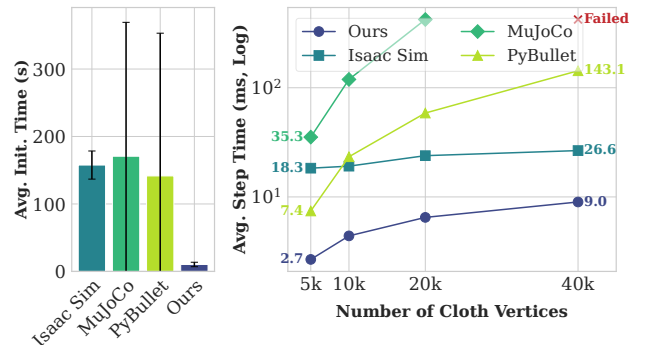 Avg. Init. Time (s)
300
200
100
0
Isaac Sim
MuJoCo
PyBullet
Ours
Avg. Step Time (ms, Log)
10²
10¹
Ours
Isaac Sim
MuJoCo
PyBullet
Failed
143.1
35.3
18.3
26.6
7.4
9.0
2.7
5k 10k 20k 40k
Number of Cloth Vertices